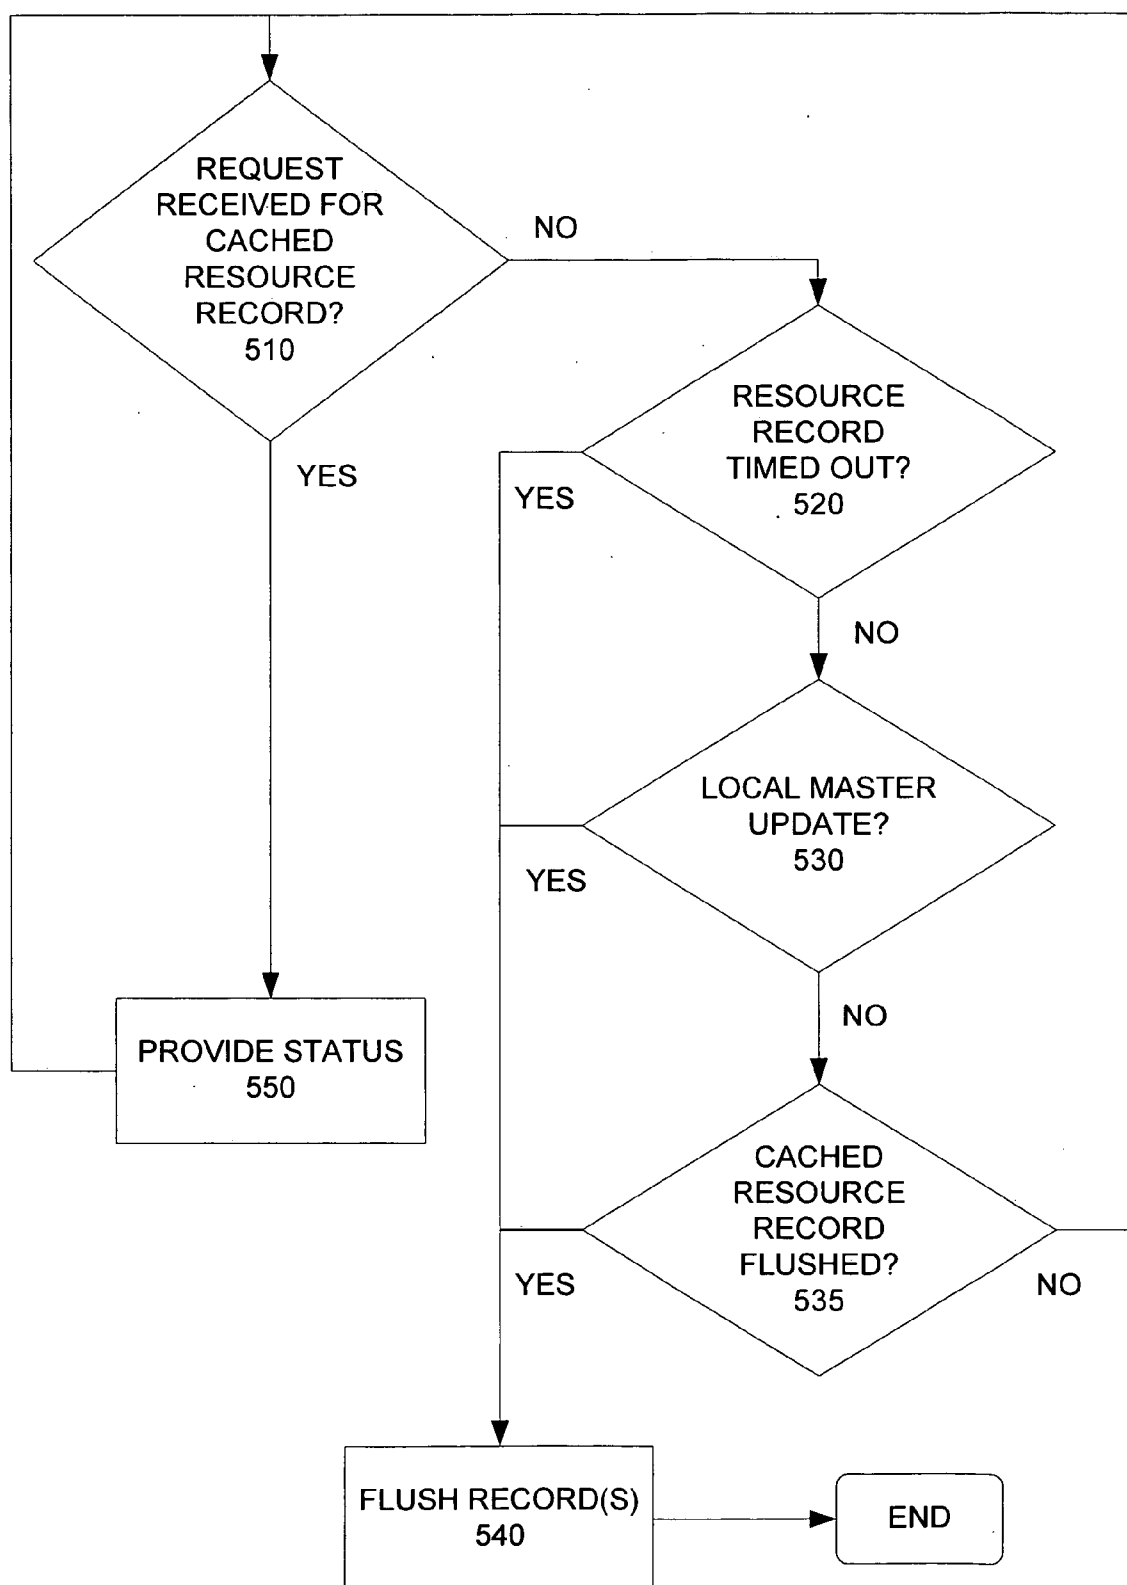 REQUEST
RECEIVED FOR
CACHED
RESOURCE
RECORD?
510
NO
YES
RESOURCE
RECORD
TIMED OUT?
520
YES
NO
LOCAL MASTER
UPDATE?
530
YES
NO
PROVIDE STATUS
550
CACHED
RESOURCE
RECORD
FLUSHED?
535
YES
NO
FLUSH RECORD(S)
540
END